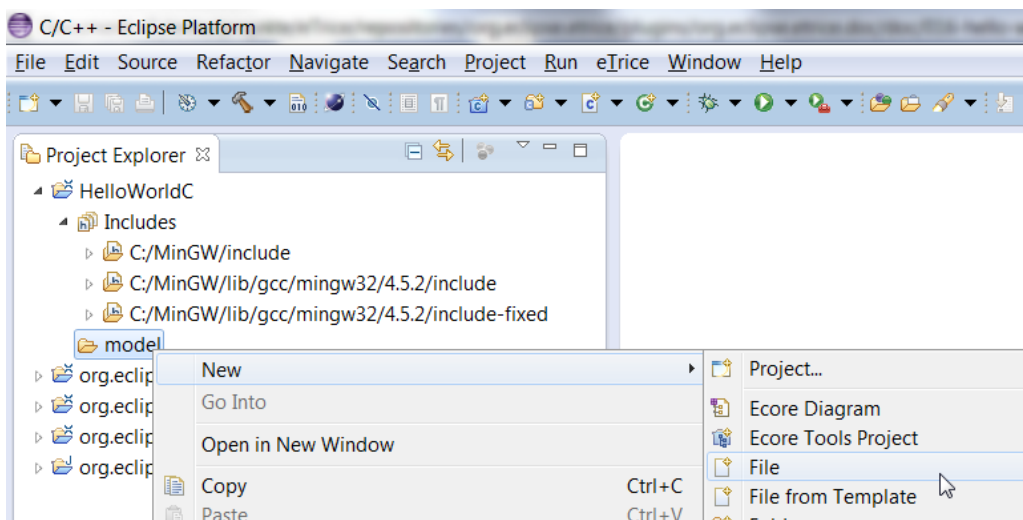 C/C++ - Eclipse Platform
File Edit Source Refactor Navigate Search Project Run eTrice Window Help
Project Explorer
HelloWorldC
Includes
C:/MinGW/include
C:/MinGW/lib/gcc/mingw32/4.5.2/include
C:/MinGW/lib/gcc/mingw32/4.5.2/include-fixed
model
New
Project...
org.eclip
Go Into
Ecore Diagram
org.eclip
Ecore Tools Project
org.eclip
Open in New Window
File
org.eclip
Copy Ctrl+C
File from Template
Paste Ctrl+V